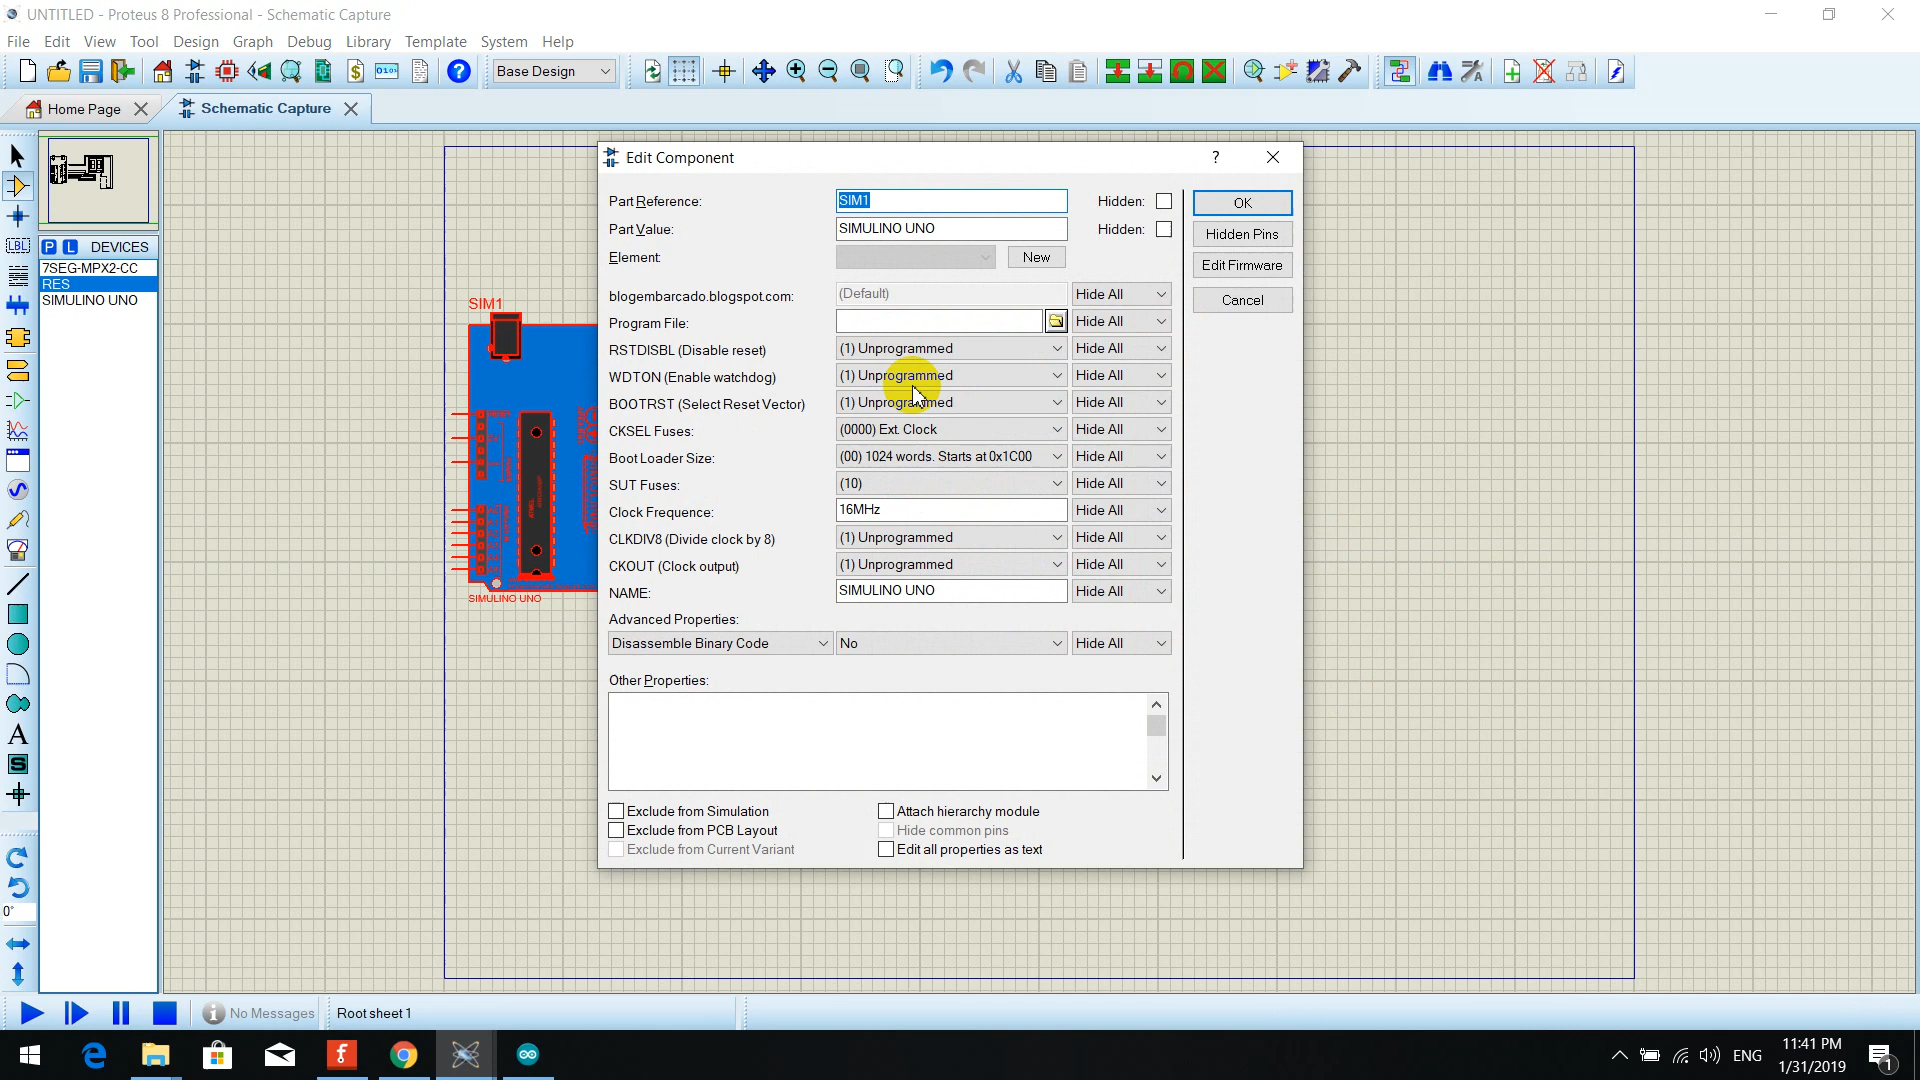 UNTITLED - Proteus 8 Professional - Schematic Capture
File Edit View Tool Design Graph Debug Library Template System Help
Base Design
Home Page Schematic Capture
P L DEVICES
7SEG-MPX2-CC
RES
SIMULINO UNO
LBL
A
S
0°
SIM1
SIMULINO UNO
Edit Component ?
Part Reference: SIM1 Hidden:
Part Value: SIMULINO UNO Hidden:
Element: New
blogembarcado.blogspot.com: (Default) Hide All
Program File: Hide All
RSTDISBL (Disable reset) (1) Unprogrammed Hide All
WDTON (Enable watchdog) (1) Unprogrammed Hide All
BOOTRST (Select Reset Vector) (1) Unprogrammed Hide All
CKSEL Fuses: (0000) Ext. Clock Hide All
Boot Loader Size: (00) 1024 words. Starts at 0x1C00 Hide All
SUT Fuses: (10) Hide All
Clock Frequence: 16MHz Hide All
CLKDIV8 (Divide clock by 8) (1) Unprogrammed Hide All
CKOUT (Clock output) (1) Unprogrammed Hide All
NAME: SIMULINO UNO Hide All
Advanced Properties:
Disassemble Binary Code No Hide All
Other Properties:
Exclude from Simulation Attach hierarchy module
Exclude from PCB Layout Hide common pins
Exclude from Current Variant Edit all properties as text
OK
Hidden Pins
Edit Firmware
Cancel
No Messages Root sheet 1
ENG 11:41 PM
1/31/2019
1